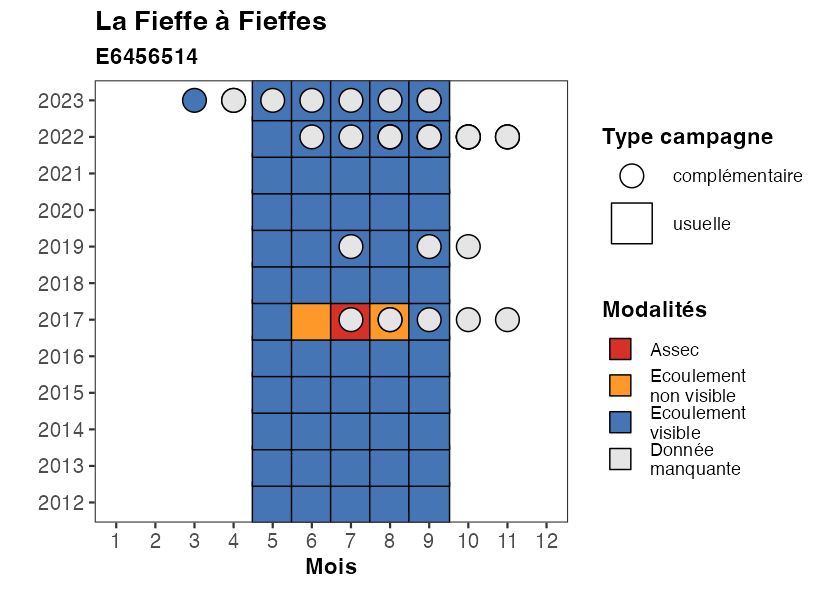 La Fieffe à Fieffes
E6456514
2023
2022
2021
2020
2019
2018
2017
2016
2015
2014
2013
2012
1 2 3 4 5 6 7 8 9 10 11 12
Mois
Type campagne
complémentaire
usuelle
Modalités
Assec
Ecoulement
non visible
Ecoulement
visible
Donnée
manquante